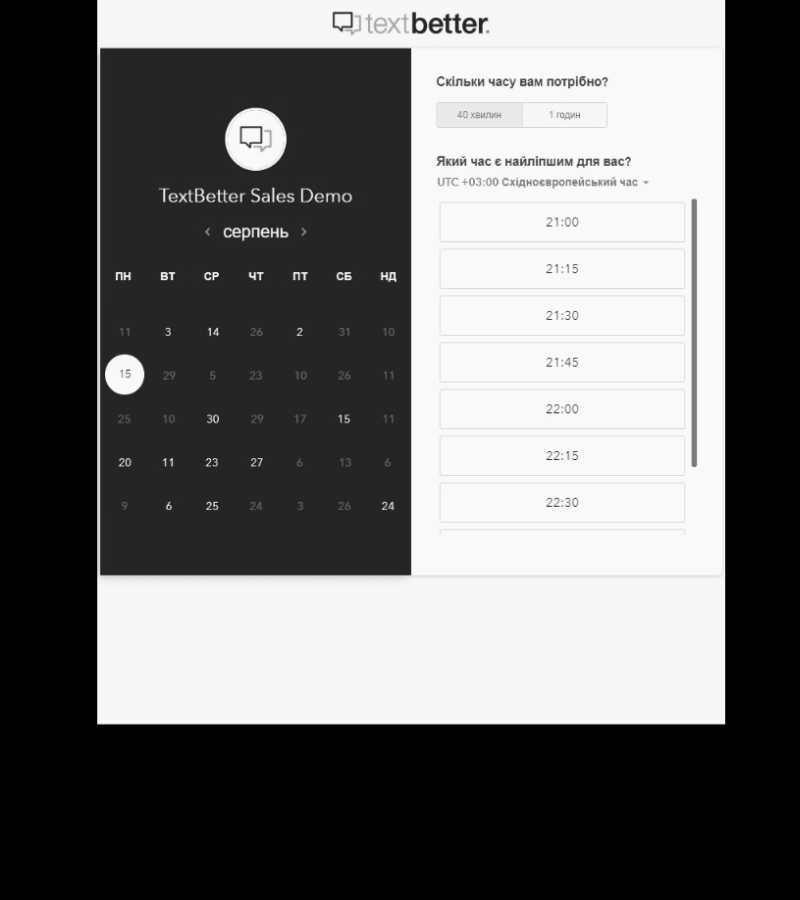 textbetter.
TextBetter Sales Demo
< серпень >
ПН ВТ СР ЧТ ПТ СБ НД
11 3 14 26 2 31 10
15 29 5 23 10 26 11
25 10 30 29 17 15 11
20 11 23 27 6 13 6
9 6 25 24 3 26 24
Скільки часу вам потрібно?
40 хвилин 1 годин
Який час є найліпшим для вас?
UTC +03:00 Східноєвропейський час
21:00
21:15
21:30
21:45
22:00
22:15
22:30